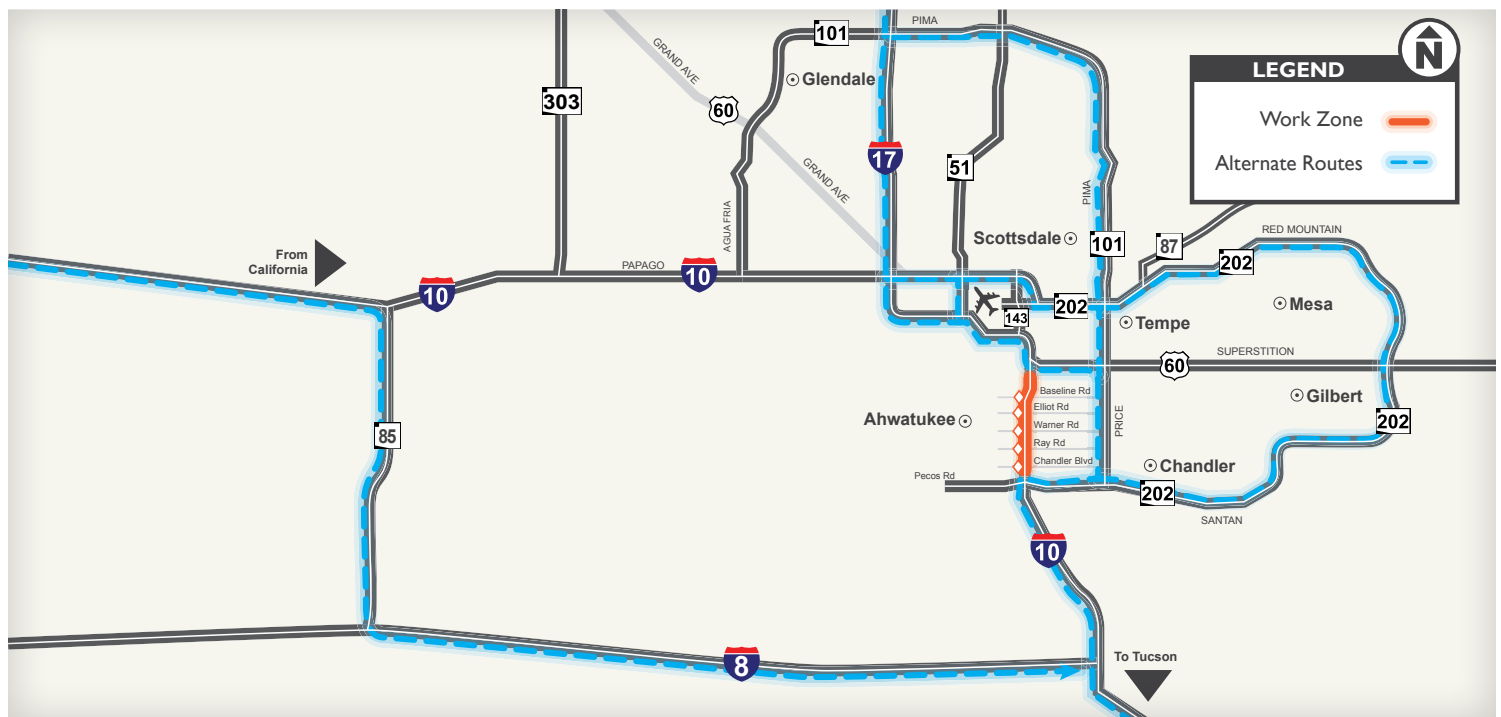 PIMA
N
101
LEGEND
GRAND AVE
Glendale
303
60
Work Zone
17
Alternate Routes
51
GRAND AVE
PIMA
AGUA FRIA
Scottsdale
101
87
RED MOUNTAIN
From
California
PAPAGO
10
202
10
143
202
Mesa
Tempe
SUPERSTITION
60
Baseline Rd
Gilbert
Elliot Rd
Ahwatukee
PRICE
202
Warner Rd
85
Ray Rd
Chandler Blvd
Chandler
Pecos Rd
202
SANTAN
10
To Tucson
8